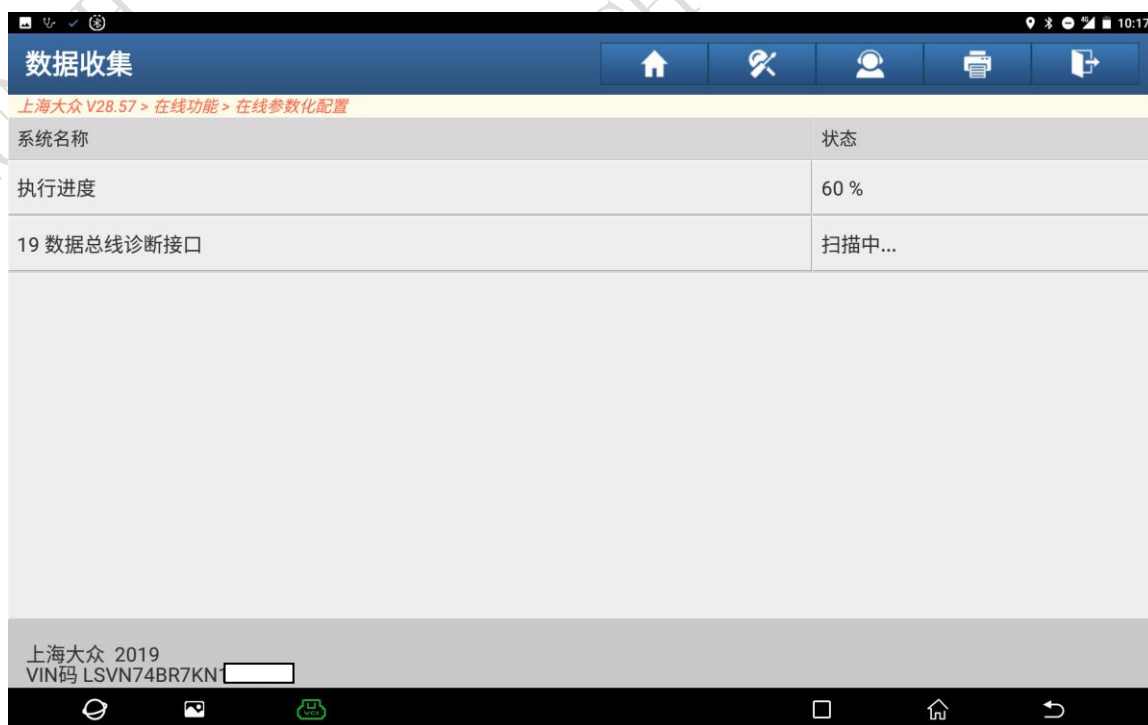 10:17
数据收集
上海大众 V28.57 > 在线功能 > 在线参数化配置
系统名称 状态
执行进度 60 %
19 数据总线诊断接口 扫描中...
上海大众 2019
VIN码 LSVN74BR7KN1
VCI